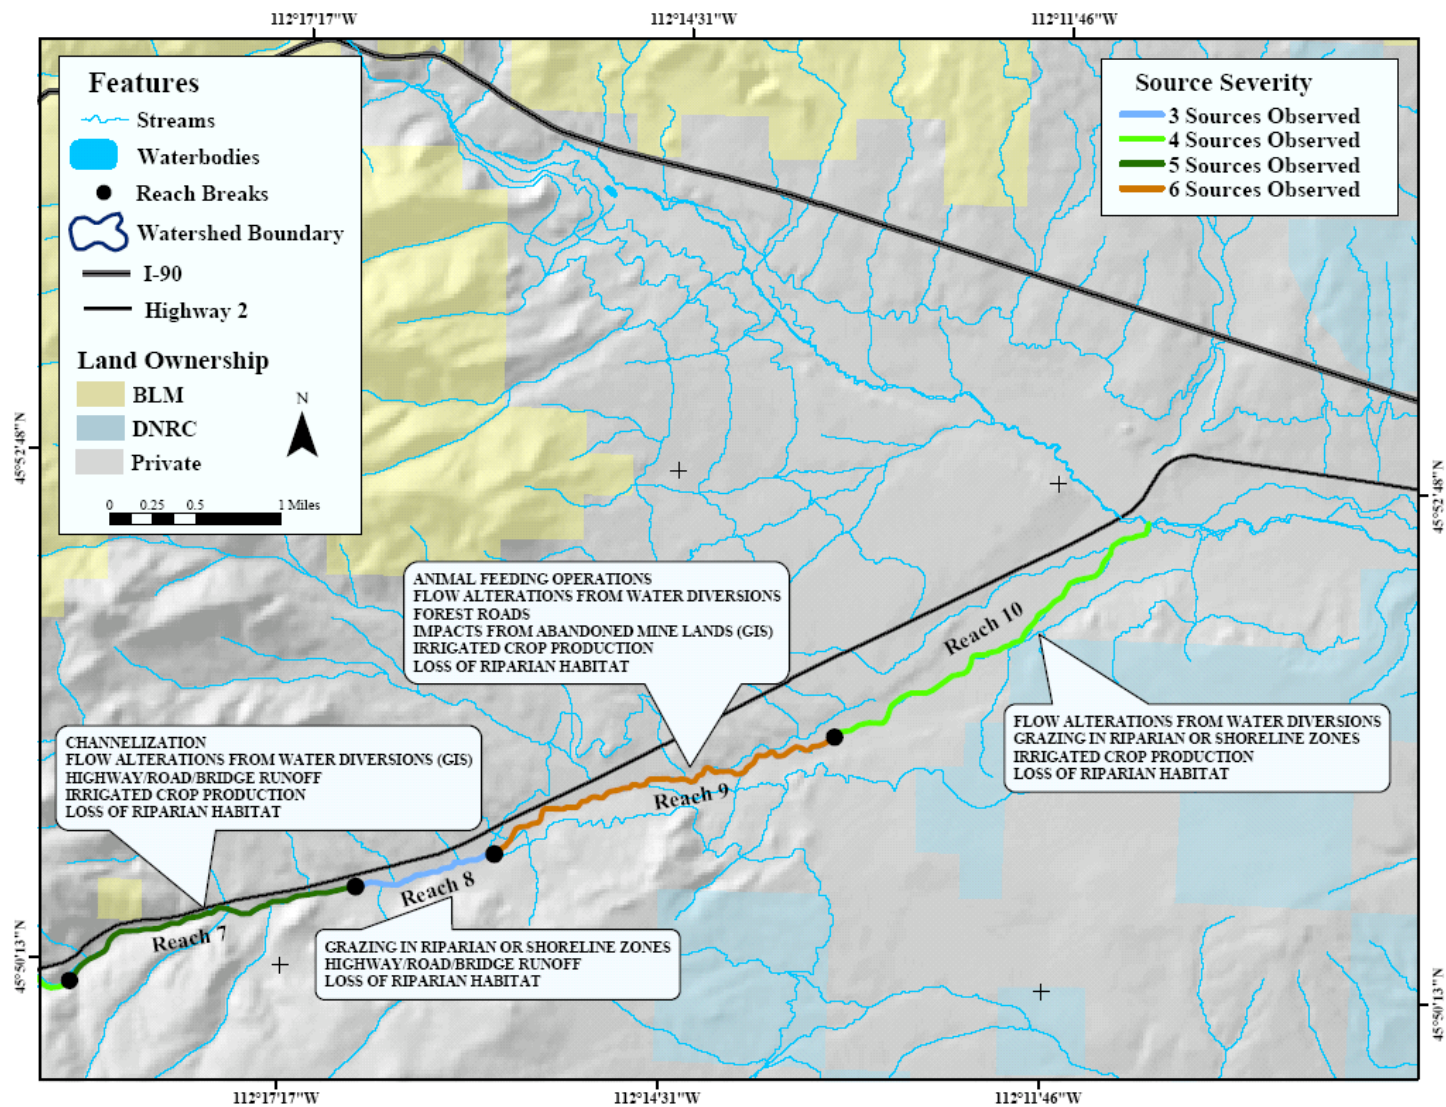 112°17'17"W
112°14'31"W
112°11'46"W
Features
Streams
Waterbodies
Reach Breaks
Watershed Boundary
I-90
Highway 2
Land Ownership
BLM
DNRC
Private
N
0 0.25 0.5 1 Miles
Source Severity
3 Sources Observed
4 Sources Observed
5 Sources Observed
6 Sources Observed
45°52'48"N
45°52'48"N
ANIMAL FEEDING OPERATIONS
FLOW ALTERATIONS FROM WATER DIVERSIONS
FOREST ROADS
IMPACTS FROM ABANDONED MINE LANDS (GIS)
IRRIGATED CROP PRODUCTION
LOSS OF RIPARIAN HABITAT
Reach 10
FLOW ALTERATIONS FROM WATER DIVERSIONS
GRAZING IN RIPARIAN OR SHORELINE ZONES
IRRIGATED CROP PRODUCTION
LOSS OF RIPARIAN HABITAT
CHANNELIZATION
FLOW ALTERATIONS FROM WATER DIVERSIONS (GIS)
HIGHWAY/ROAD/BRIDGE RUNOFF
IRRIGATED CROP PRODUCTION
LOSS OF RIPARIAN HABITAT
Reach 9
Reach 8
Reach 7
GRAZING IN RIPARIAN OR SHORELINE ZONES
HIGHWAY/ROAD/BRIDGE RUNOFF
LOSS OF RIPARIAN HABITAT
45°50'13"N
45°50'13"N
112°17'17"W
112°14'31"W
112°11'46"W